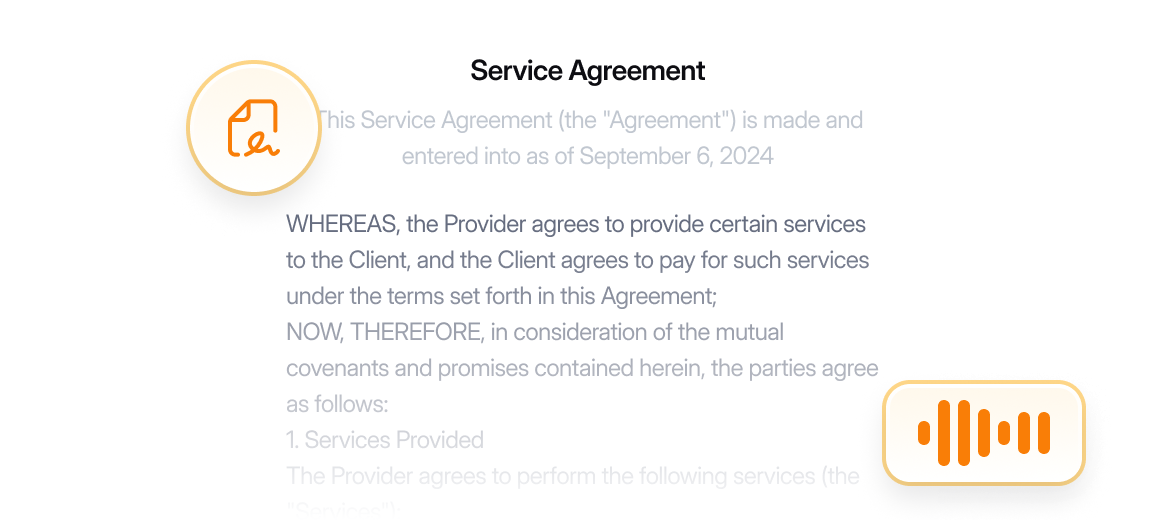 Service Agreement
This Service Agreement (the "Agreement") is made and
entered into as of September 6, 2024
WHEREAS, the Provider agrees to provide certain services
to the Client, and the Client agrees to pay for such services
under the terms set forth in this Agreement;
NOW, THEREFORE, in consideration of the mutual
covenants and promises contained herein, the parties agree
as follows:
1. Services Provided
The Provider agrees to perform the following services (the
"Services"):